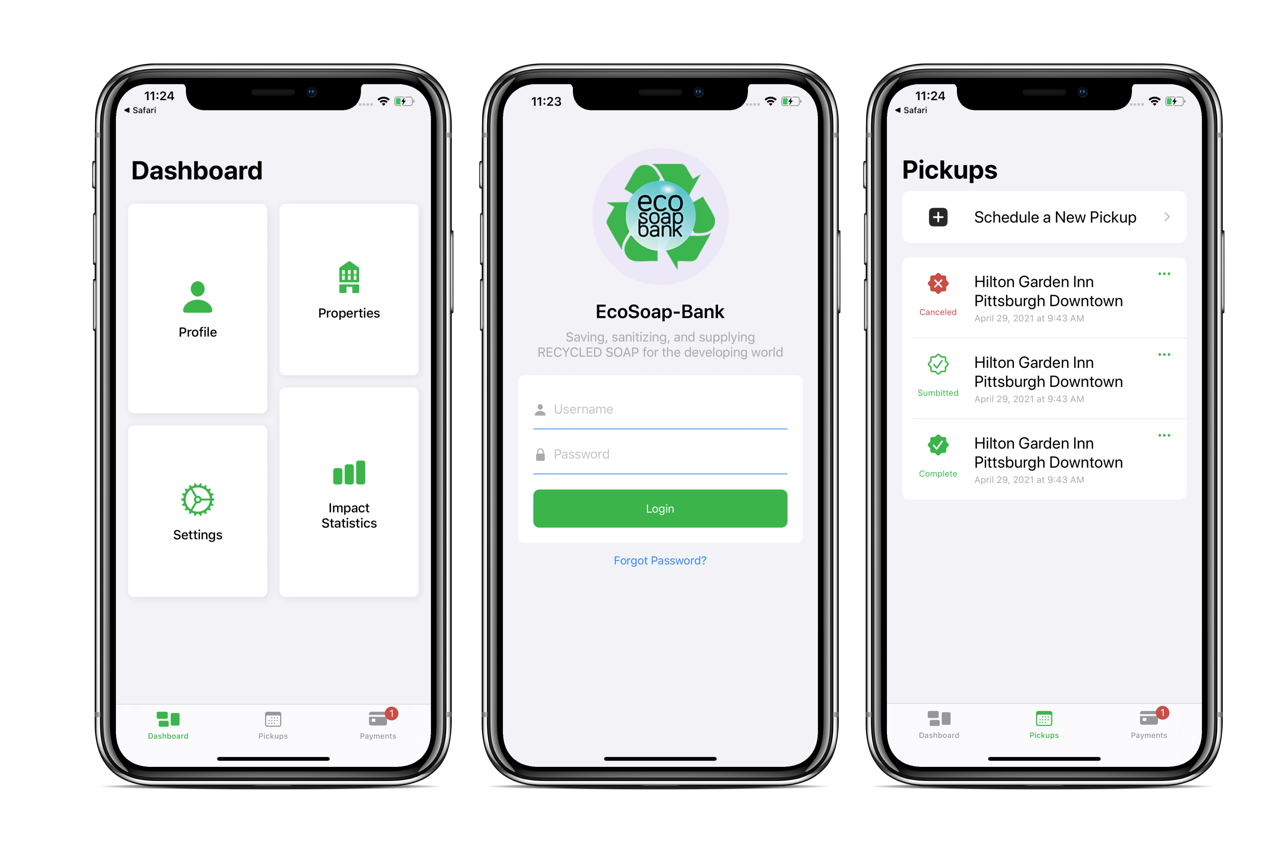 11:24
Safari
Dashboard
Profile
Properties
Settings
Impact
Statistics
Dashboard
Pickups
1
Payments
11:23
eco
soap
bank
EcoSoap-Bank
Saving, sanitizing, and supplying
RECYCLED SOAP for the developing world
Username
Password
Login
Forgot Password?
11:24
Safari
Pickups
Schedule a New Pickup
Hilton Garden Inn
Pittsburgh Downtown
Canceled
April 29, 2021 at 9:43 AM
Hilton Garden Inn
Pittsburgh Downtown
Sumbitted
April 29, 2021 at 9:43 AM
Hilton Garden Inn
Pittsburgh Downtown
Complete
April 29, 2021 at 9:43 AM
Dashboard
Pickups
1
Payments